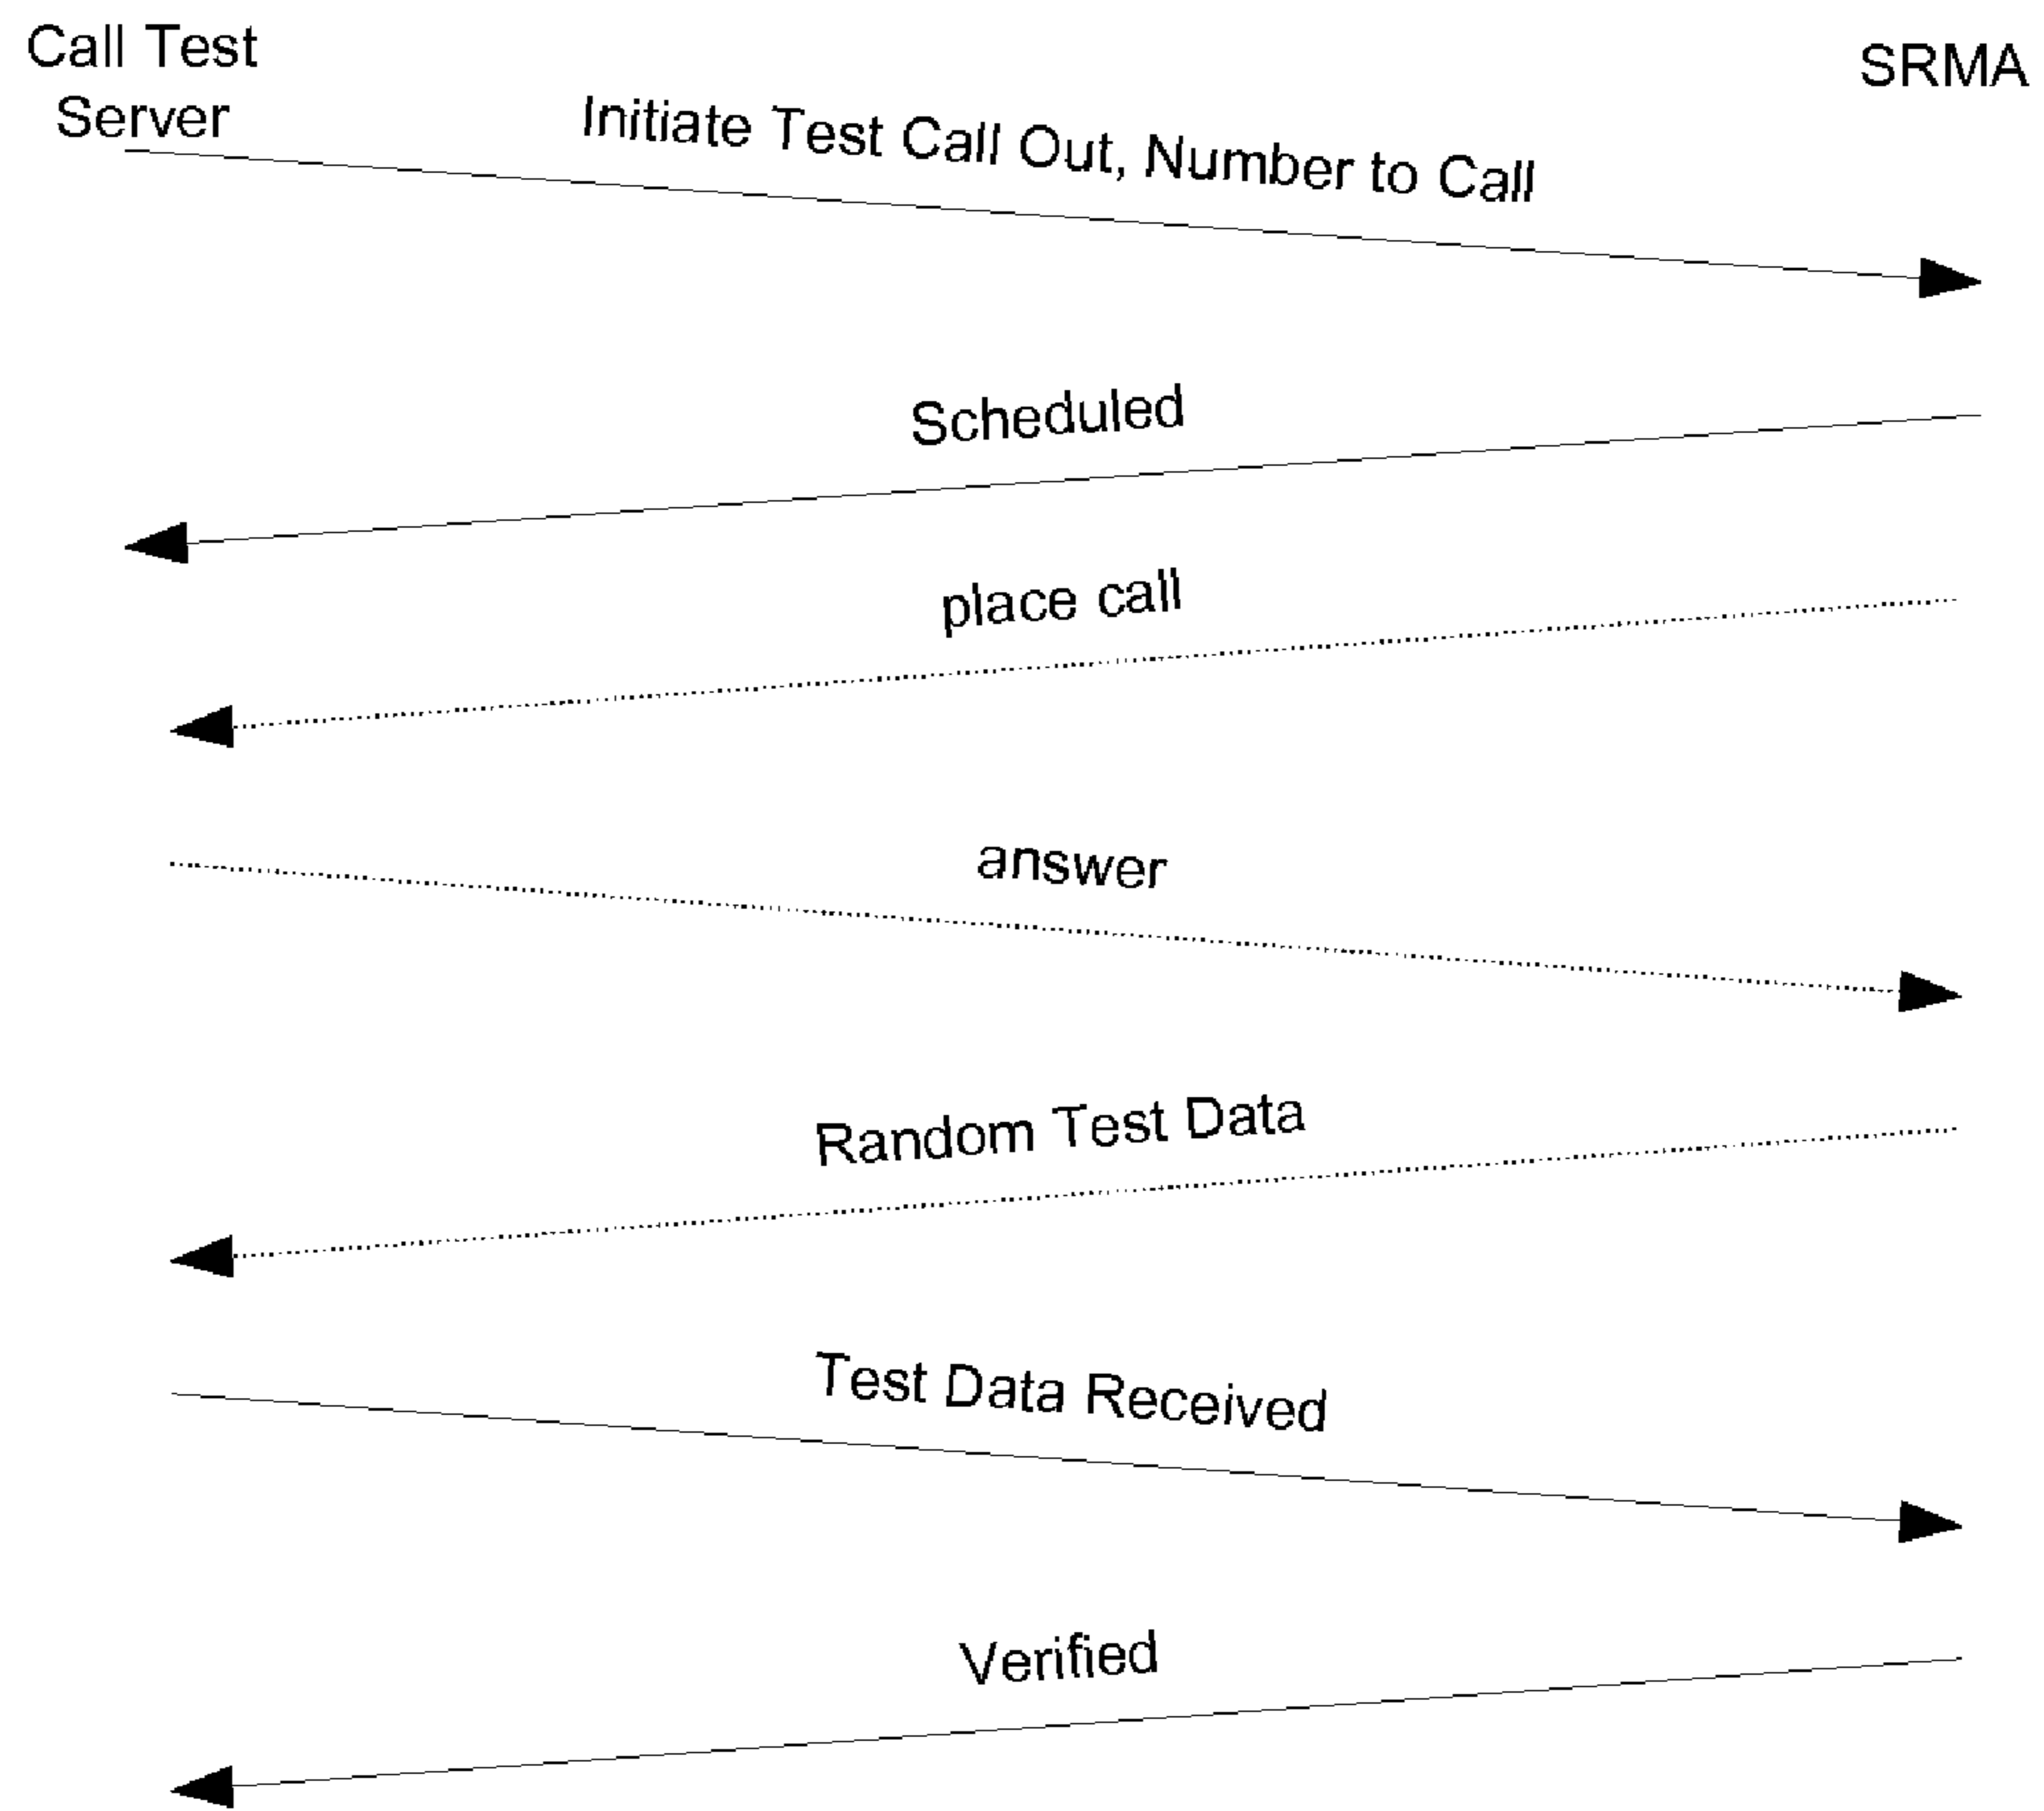 Call Test
Server
SRMA
Initiate Test Call Out, Number to Call
Scheduled
place call
answer
Random Test Data
Test Data Received
Verified